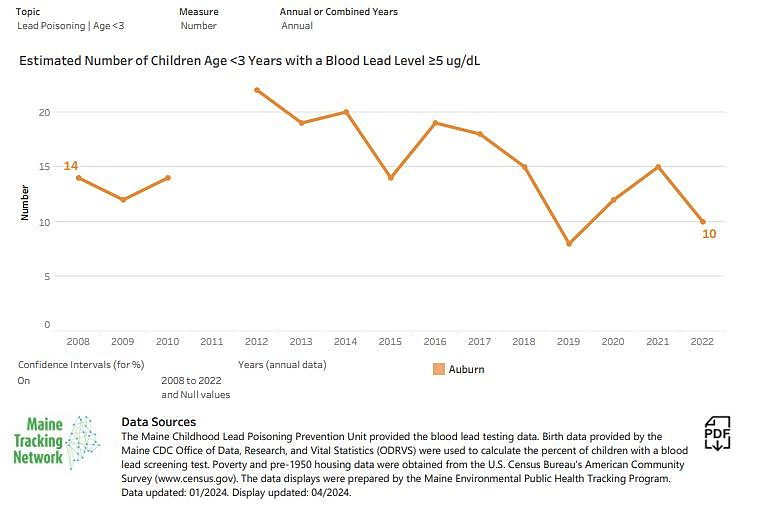 Topic Measure Annual or Combined Years
Lead Poisoning | Age <3 Number Annual
Estimated Number of Children Age <3 Years with a Blood Lead Level ≥5 ug/dL
20
15
10
5
0
Number
14
10
2008 2009 2010 2011 2012 2013 2014 2015 2016 2017 2018 2019 2020 2021 2022
Confidence Intervals (for %) Years (annual data)
On 2008 to 2022
and Null values
Auburn
Maine
Tracking
Network
Data Sources
The Maine Childhood Lead Poisoning Prevention Unit provided the blood lead testing data. Birth data provided by the
Maine CDC Office of Data, Research, and Vital Statistics (ODRVS) were used to calculate the percent of children with a blood
lead screening test. Poverty and pre-1950 housing data were obtained from the U.S. Census Bureau's American Community
Survey (www.census.gov). The data displays were prepared by the Maine Environmental Public Health Tracking Program.
Data updated: 01/2024. Display updated: 04/2024.
PDF